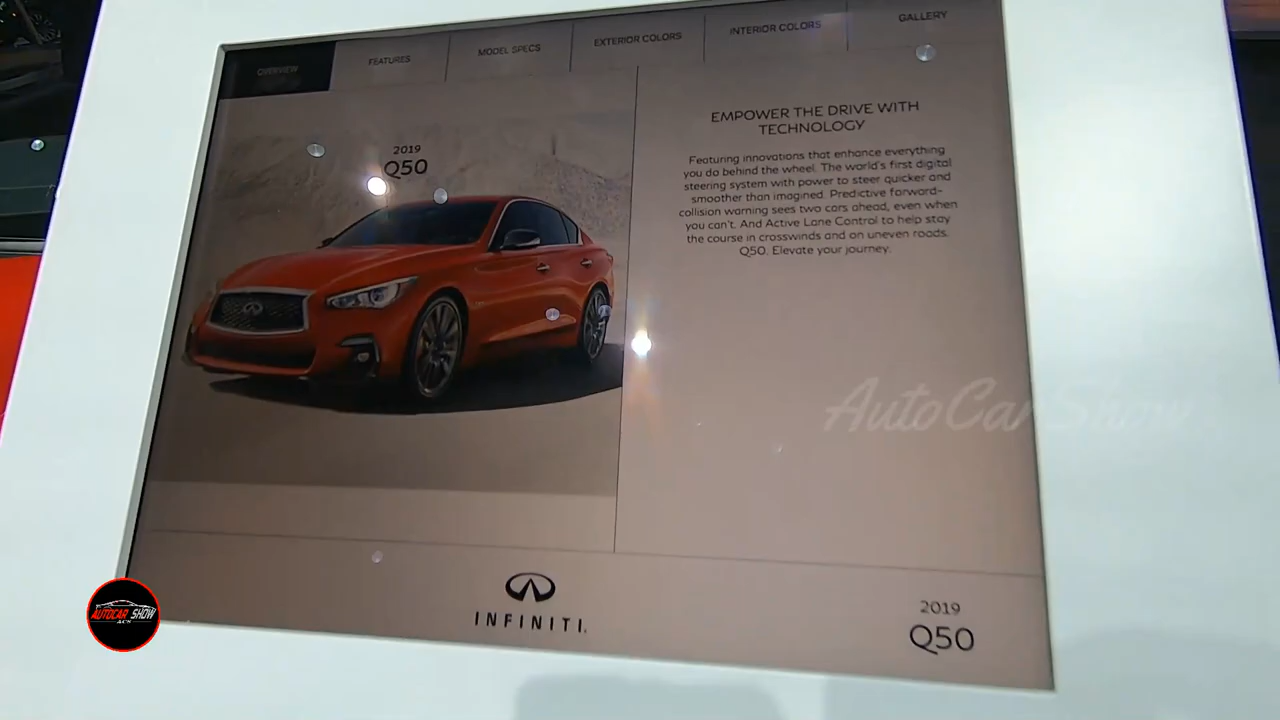 OVERVIEW
FEATURES
MODEL SPECS
EXTERIOR COLORS
INTERIOR COLORS
GALLERY
2019
Q50
EMPOWER THE DRIVE WITH
TECHNOLOGY
Featuring innovations that enhance everything
you do behind the wheel. The world's first digital
steering system with power to steer quicker and
smoother than imagined. Predictive forward-
collision warning sees two cars ahead, even when
you can't. And Active Lane Control to help stay
the course in crosswinds and on uneven roads.
Q50. Elevate your journey.
AutoCar Show
INFINITI.
2019
Q50
AUTOCAR SHOW
ACS